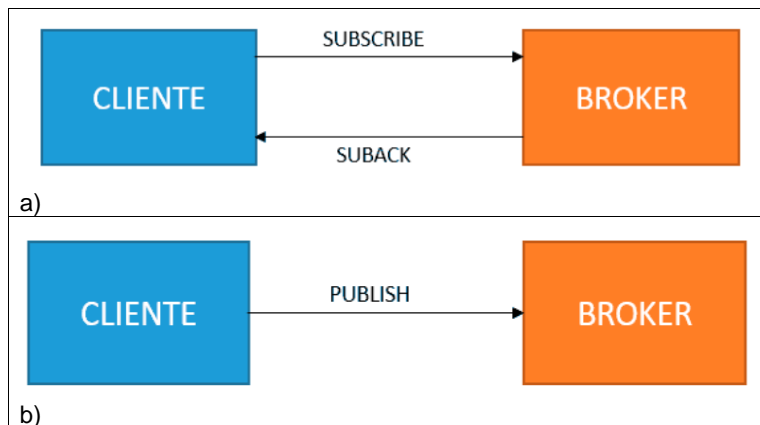 SUBSCRIBE
CLIENTE
BROKER
SUBACK
a)
PUBLISH
CLIENTE
BROKER
b)